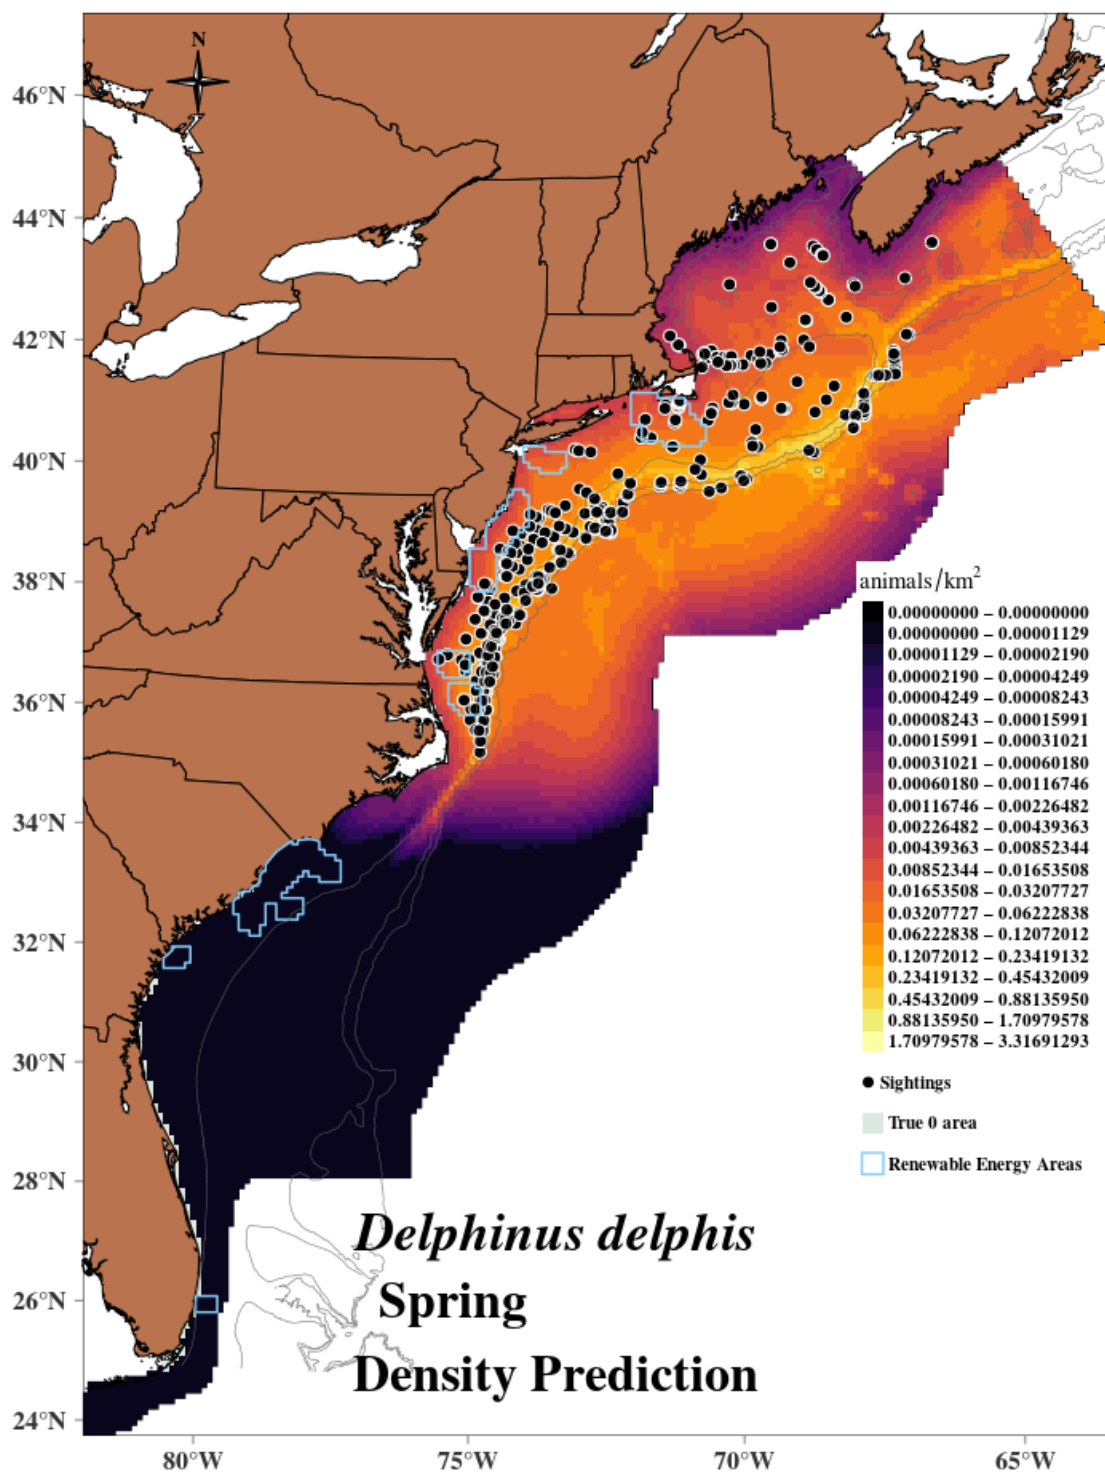 N
46°N
44°N
42°N
40°N
38°N
36°N
34°N
32°N
30°N
28°N
26°N
24°N
80°W
75°W
70°W
65°W
animals/km²
0.00000000 – 0.00000000
0.00000000 – 0.00001129
0.00001129 – 0.00002190
0.00002190 – 0.00004249
0.00004249 – 0.00008243
0.00008243 – 0.00015991
0.00015991 – 0.00031021
0.00031021 – 0.00060180
0.00060180 – 0.00116746
0.00116746 – 0.00226482
0.00226482 – 0.00439363
0.00439363 – 0.00852344
0.00852344 – 0.01653508
0.01653508 – 0.03207727
0.03207727 – 0.06222838
0.06222838 – 0.12072012
0.12072012 – 0.23419132
0.23419132 – 0.45432009
0.45432009 – 0.88135950
0.88135950 – 1.70979578
1.70979578 – 3.31691293
Sightings
True 0 area
Renewable Energy Areas
Delphinus delphis
Spring
Density Prediction